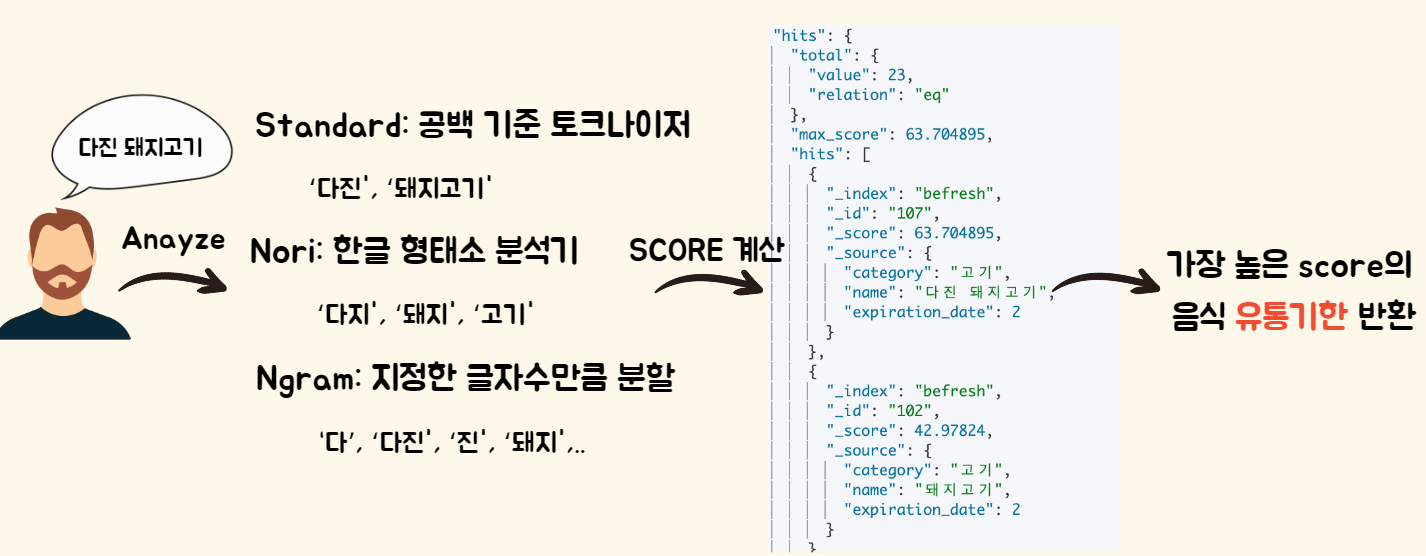 다진 돼지고기
Anayze
Standard: 공백 기준 토크나이저
‘다진', ‘돼지고기'
Nori: 한글 형태소 분석기
‘다지', ‘돼지', ‘고기'
Ngram: 지정한 글자수만큼 분할
‘다', ‘다진', ‘진', ‘돼지',..
SCORE 계산
"hits": {
"total": {
"value": 23,
"relation": "eq"
},
"max_score": 63.704895,
"hits": [
{
"_index": "befresh",
"_id": "107",
"_score": 63.704895,
"_source": {
"category": "고기",
"name": "다진 돼지고기",
"expiration_date": 2
}
},
{
"_index": "befresh",
"_id": "102",
"_score": 42.97824,
"_source": {
"category": "고기",
"name": "돼지고기",
"expiration_date": 2
}
}
가장 높은 score의
음식 유통기한 반환